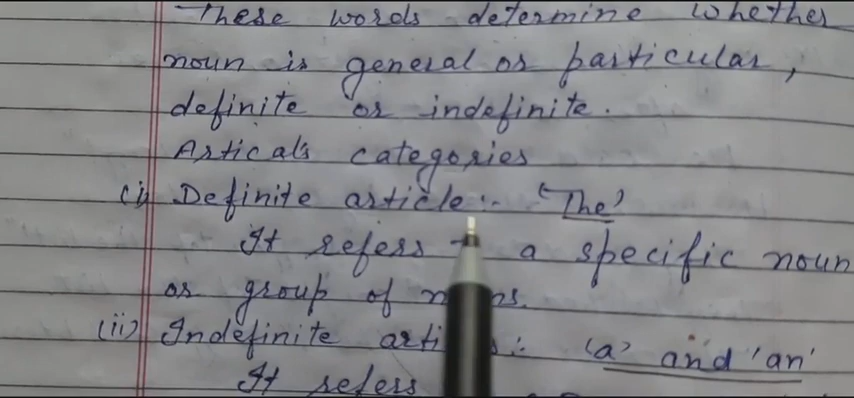 These words determine whether
noun is general or particular,
definite or indefinite.
Artical's categories
(i) Definite article:- 'The'
It refers a specific noun
or group of
(ii) Indefinite :- 'a' and 'an'
It refers